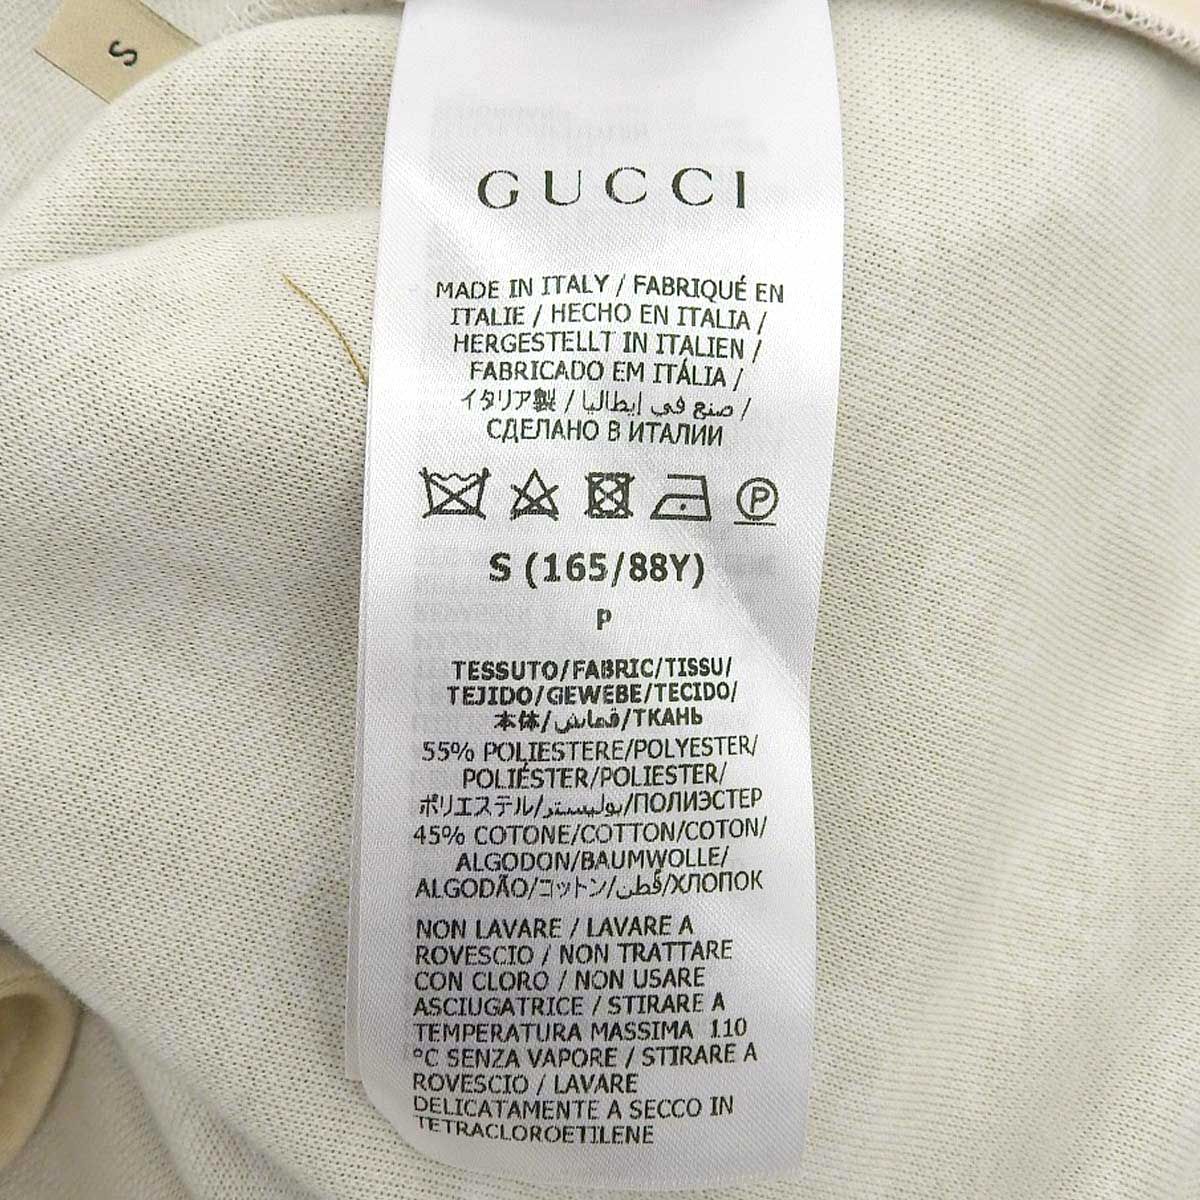 S
GUCCI
MADE IN ITALY / FABRIQUÉ EN
ITALIE / HECHO EN ITALIA /
HERGESTELLT IN ITALIEN /
FABRICADO EM ITÁLIA /
イタリア製 / صنع في إيطاليا /
СДЕЛАНО В ИТАЛИИ
P
S (165/88Y)
P
TESSUTO/FABRIC/TISSU/
TEJIDO/GEWEBE/TECIDO/
本体/قماش/ТКАНЬ
55% POLIESTERE/POLYESTER/
POLIÉSTER/POLIESTER/
ポリエステル/بوليستر/ПОЛИЭСТЕР
45% COTONE/COTTON/COTON/
ALGODON/BAUMWOLLE/
ALGODÃO/コットン/قطن/ХЛОПОК
NON LAVARE / LAVARE A
ROVESCIO / NON TRATTARE
CON CLORO / NON USARE
ASCIUGATRICE / STIRARE A
TEMPERATURA MASSIMA 110
°C SENZA VAPORE / STIRARE A
ROVESCIO / LAVARE
DELICATAMENTE A SECCO IN
TETRACLOROETILENE